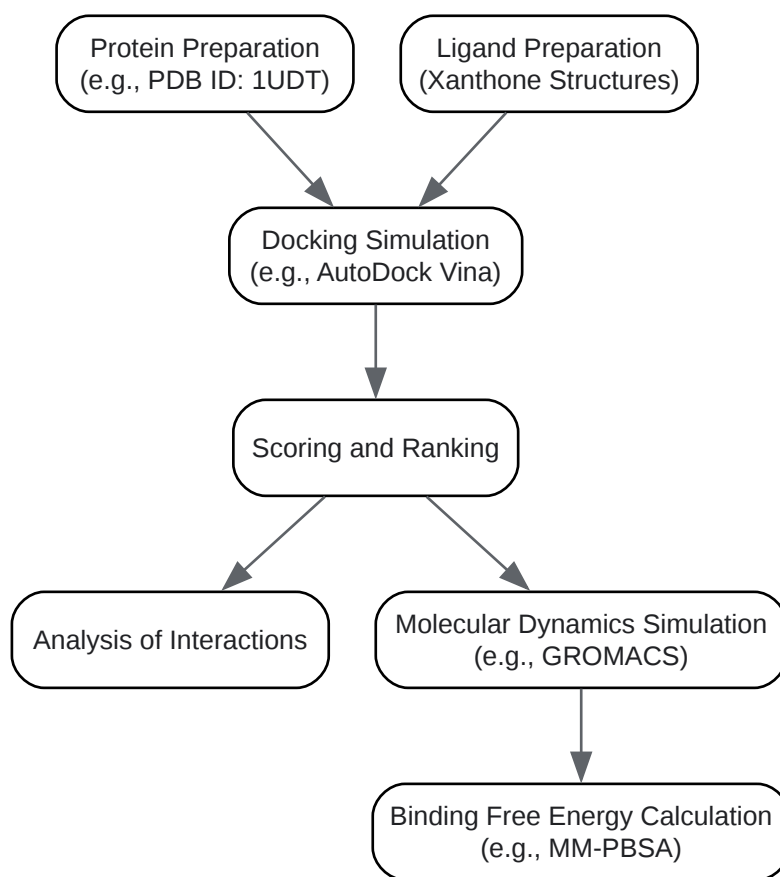 Protein Preparation
(e.g., PDB ID: 1UDT)
Ligand Preparation
(Xanthone Structures)
Docking Simulation
(e.g., AutoDock Vina)
Scoring and Ranking
Analysis of Interactions
Molecular Dynamics Simulation
(e.g., GROMACS)
Binding Free Energy Calculation
(e.g., MM-PBSA)